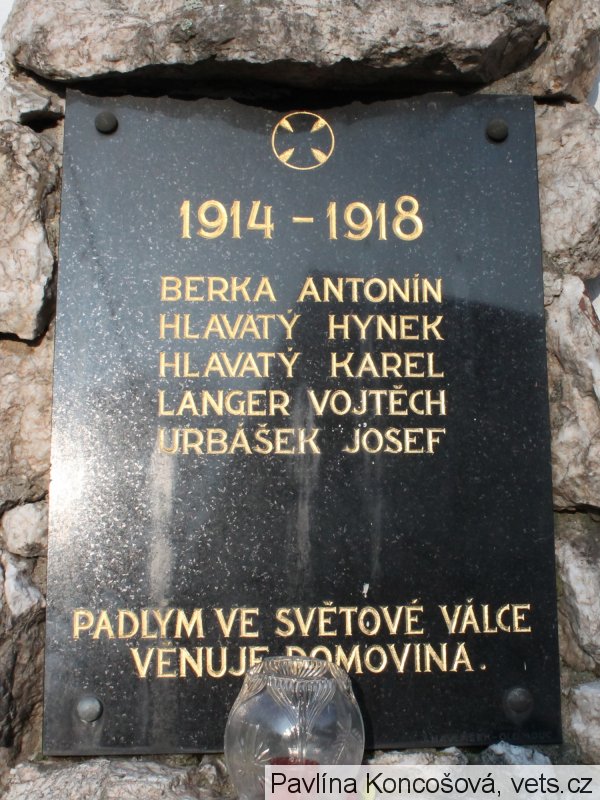 1914 - 1918
BERKA ANTONÍN
HLAVATÝ HYNEK
HLAVATÝ KAREL
LANGER VOJTĚCH
URBÁŠEK JOSEF
PADLYM VE SVĚTOVÉ VÁLCE
VĚNUJE DOMOVINA.
Pavlína Koncošová, vets.cz